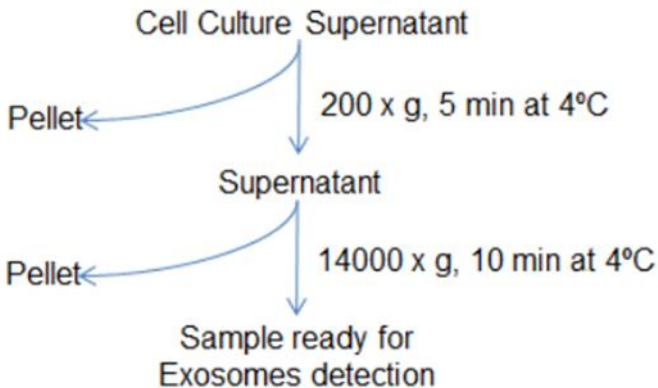 Cell Culture Supernatant
200 x g, 5 min at 4ºC
Pellet
Supernatant
14000 x g, 10 min at 4ºC
Pellet
Sample ready for
Exosomes detection